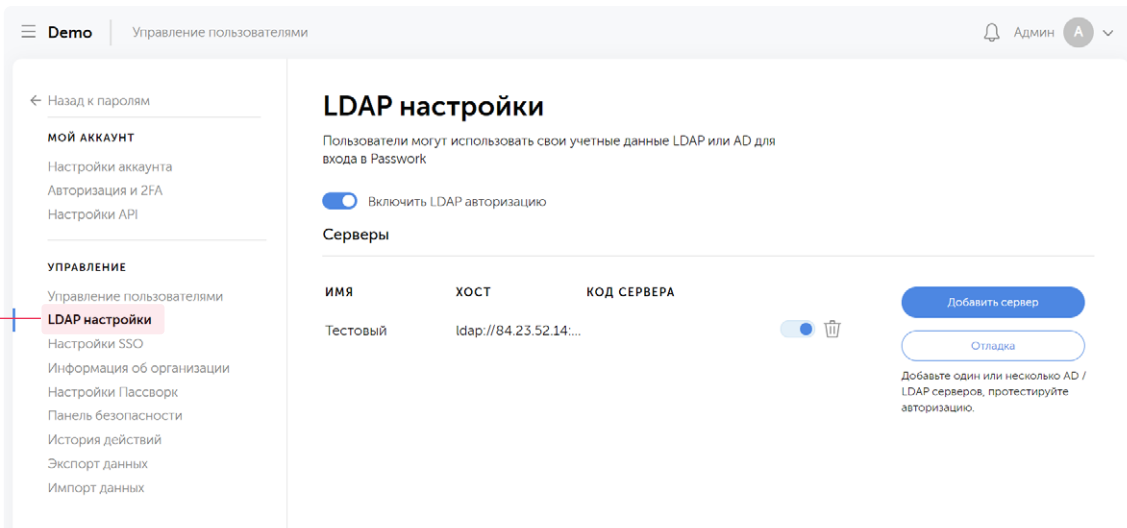 Demo
Управление пользователями
Админ
А
Назад к паролям
МОЙ АККАУНТ
Настройки аккаунта
Авторизация и 2FA
Настройки API
УПРАВЛЕНИЕ
Управление пользователями
LDAP настройки
Настройки SSO
Информация об организации
Настройки Пассворк
Панель безопасности
История действий
Экспорт данных
Импорт данных
LDAP настройки
Пользователи могут использовать свои учетные данные LDAP или AD для
входа в Passwork
Включить LDAP авторизацию
Серверы
ИМЯ ХОСТ КОД СЕРВЕРА
Тестовый ldap://84.23.52.14:...
Добавить сервер
Отладка
Добавьте один или несколько AD /
LDAP серверов, протестируйте
авторизацию.